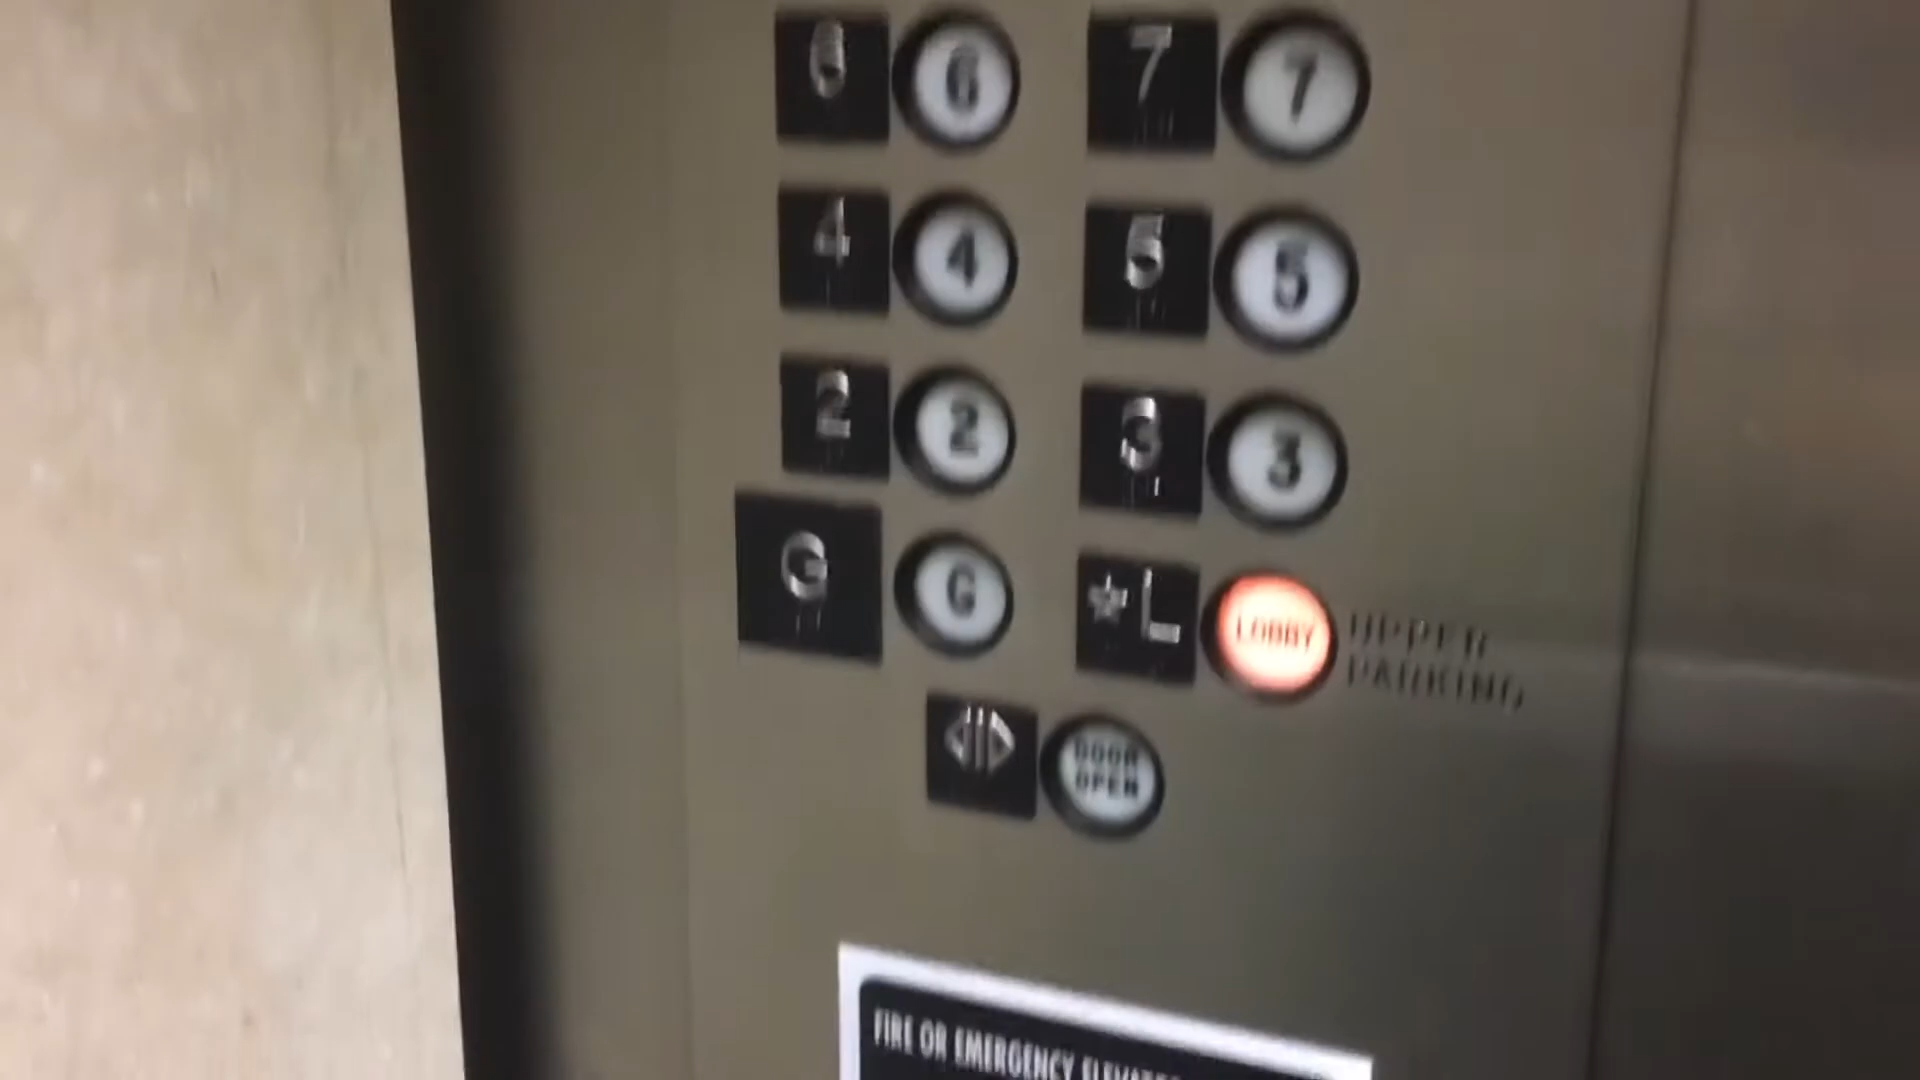 6 6 7 7
4 4 5 5
2 2 3 3
G G *L LOBBY UPPER
PARKING
DOOR
OPEN
FIRE OR EMERGENCY